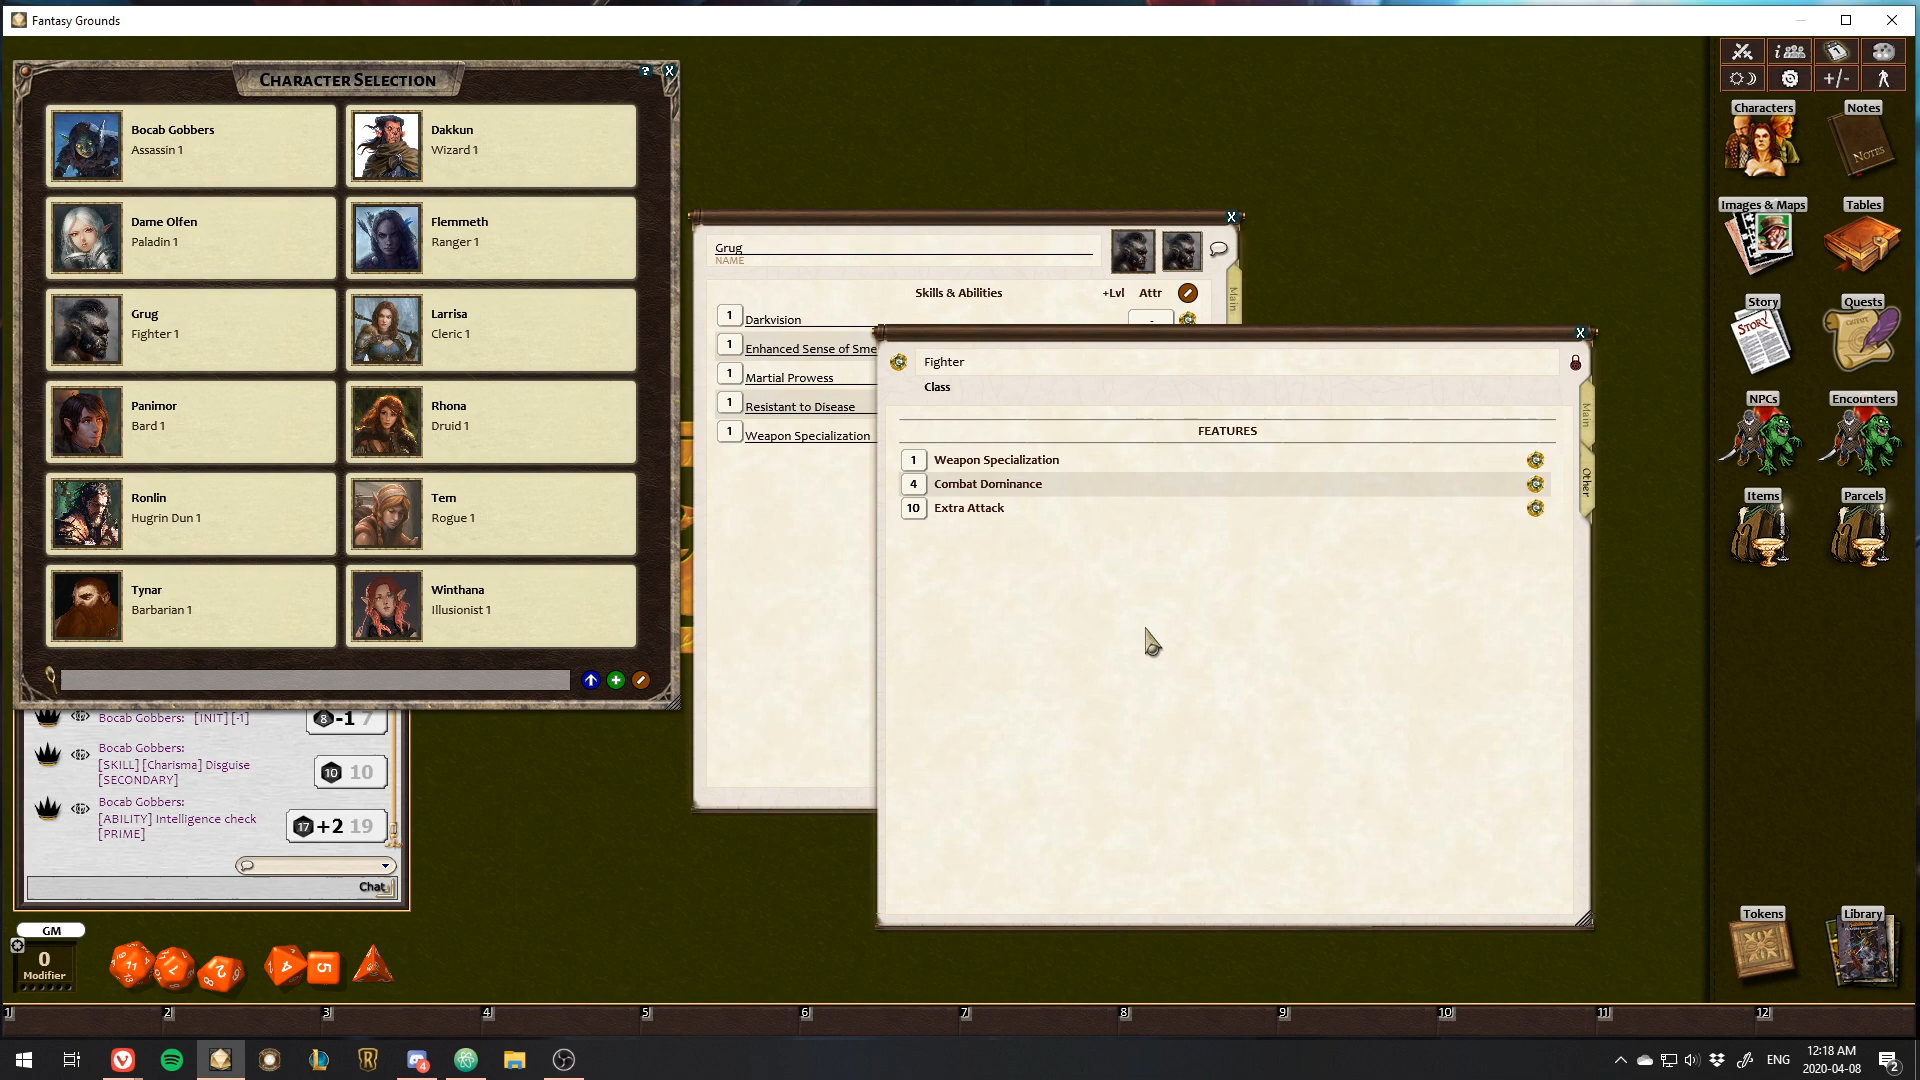 Fantasy Grounds
Character Selection
Bocab Gobbers
Assassin 1
Dakkun
Wizard 1
Dame Olfen
Paladin 1
Flemmeth
Ranger 1
Grug
Fighter 1
Larrisa
Cleric 1
Panimor
Bard 1
Rhona
Druid 1
Ronlin
Hugrin Dun 1
Tem
Rogue 1
Tynar
Barbarian 1
Winthana
Illusionist 1
Bocab Gobbers: [INIT] [-1]
8 -1 7
Bocab Gobbers:
[SKILL] [Charisma] Disguise
[SECONDARY]
10 10
Bocab Gobbers:
[ABILITY] Intelligence check
[PRIME]
17 +2 19
Chat
GM
0
Modifier
Grug
NAME
Skills & Abilities +Lvl Attr
1 Darkvision -
1 Enhanced Sense of Sme
1 Martial Prowess
1 Resistant to Disease
1 Weapon Specialization
Main
Fighter
Class
FEATURES
1 Weapon Specialization
4 Combat Dominance
10 Extra Attack
Main
Other
Characters
Notes
NOTES
Images & Maps
Tables
Story
STORY
Quests
NPCs
Encounters
Items
Parcels
Tokens
Library
1 2 3 4 5 6 7 8 9 10 11 12
4
ENG
12:18 AM
2020-04-08
2